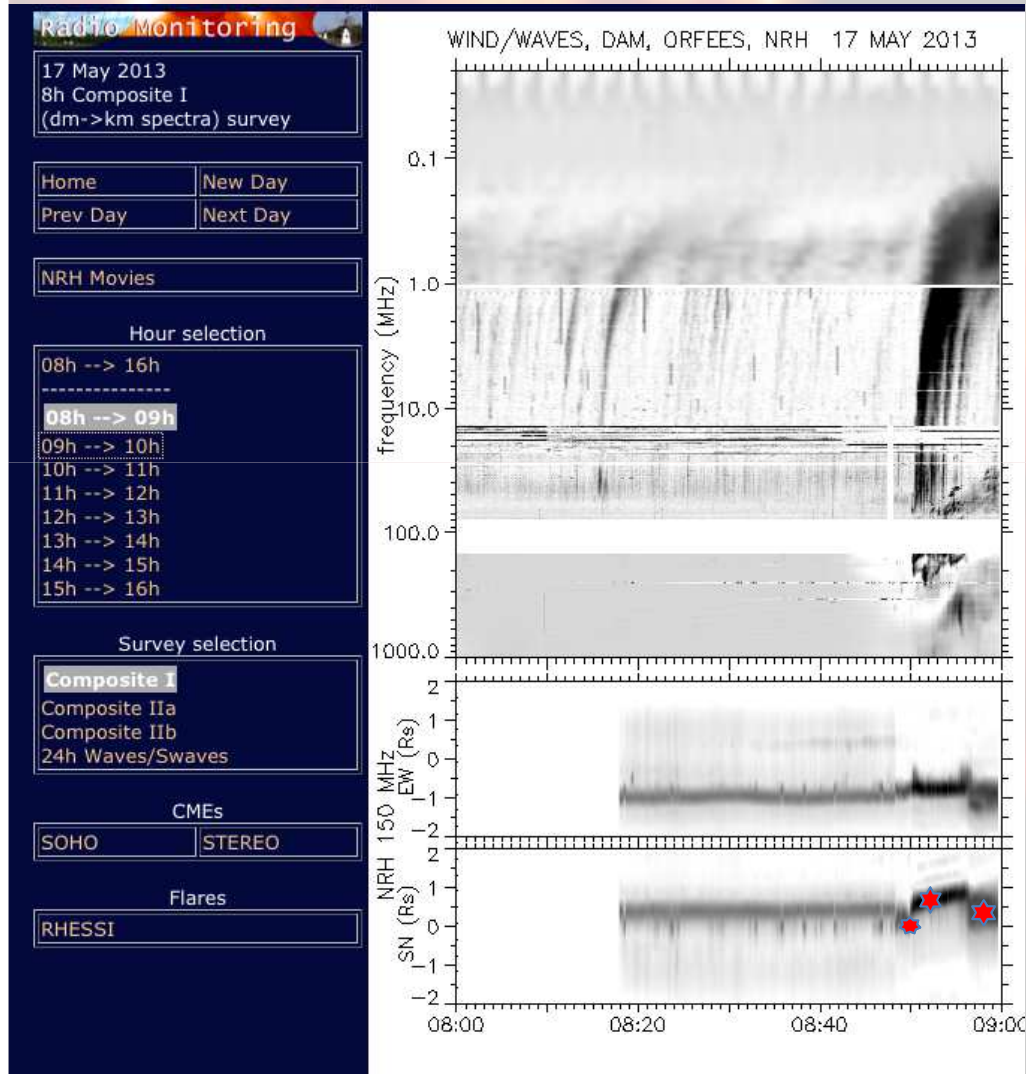 Radio Monitoring
17 May 2013
8h Composite I
(dm->km spectra) survey
Home New Day
Prev Day Next Day
NRH Movies
Hour selection
08h --> 16h
---------------
08h --> 09h
09h --> 10h
10h --> 11h
11h --> 12h
12h --> 13h
13h --> 14h
14h --> 15h
15h --> 16h
Survey selection
Composite I
Composite IIa
Composite IIb
24h Waves/Swaves
CMEs
SOHO STEREO
Flares
RHESSI
WIND/WAVES, DAM, ORFEES, NRH 17 MAY 2013
frequency (MHz)
0.1
1.0
10.0
100.0
1000.0
NRH 150 MHz
EW (Rs)
2
1
0
-1
-2
SN (Rs)
2
1
0
-1
-2
08:00 08:20 08:40 09:00